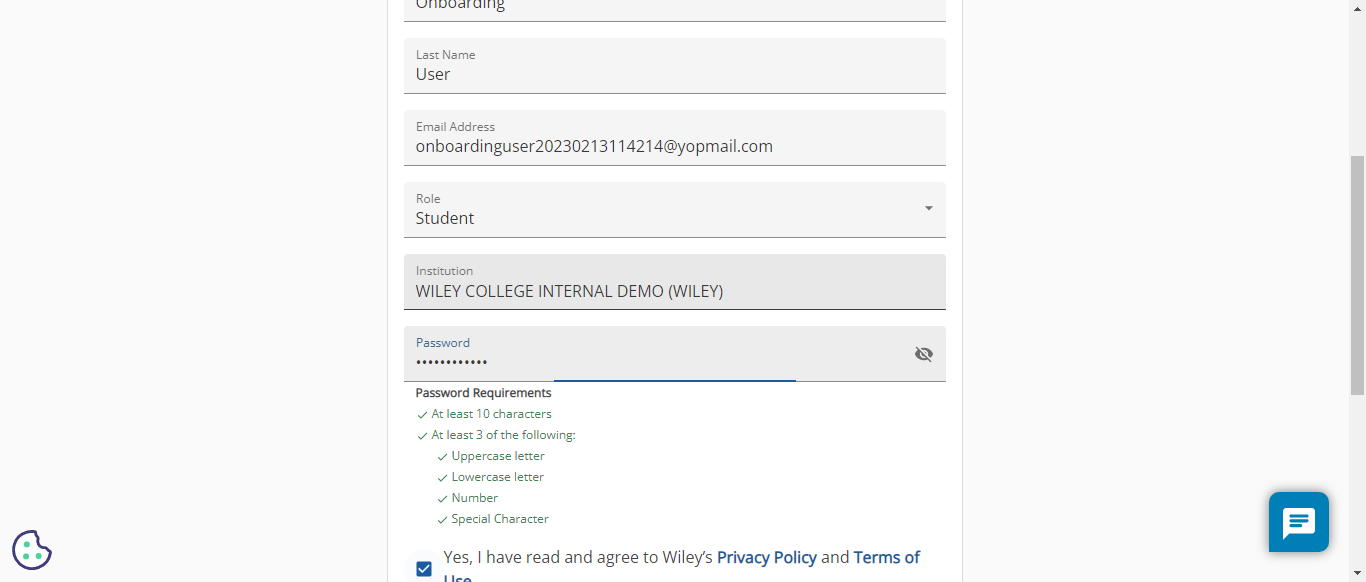 Onboarding
Last Name
User
Email Address
onboardinguser20230213114214@yopmail.com
Role
Student
Institution
WILEY COLLEGE INTERNAL DEMO (WILEY)
Password
••••••••••••
Password Requirements
At least 10 characters
At least 3 of the following:
Uppercase letter
Lowercase letter
Number
Special Character
Yes, I have read and agree to Wiley’s Privacy Policy and Terms of
Use